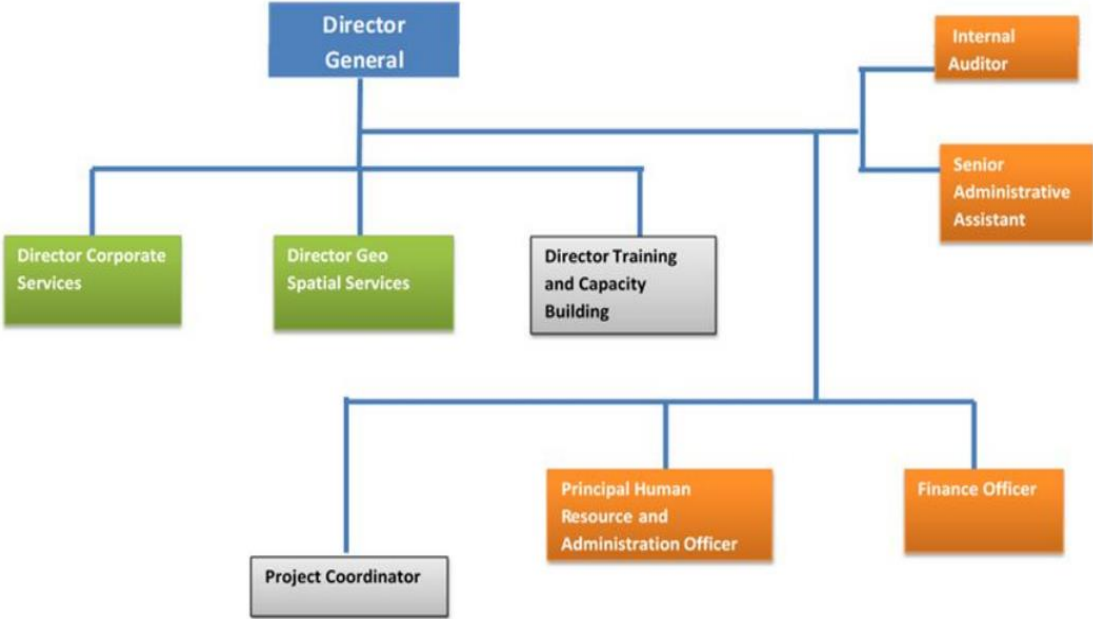 Director
General
Internal
Auditor
Senior
Administrative
Assistant
Director Corporate
Services
Director Geo
Spatial Services
Director Training
and Capacity
Building
Principal Human
Resource and
Administration Officer
Finance Officer
Project Coordinator